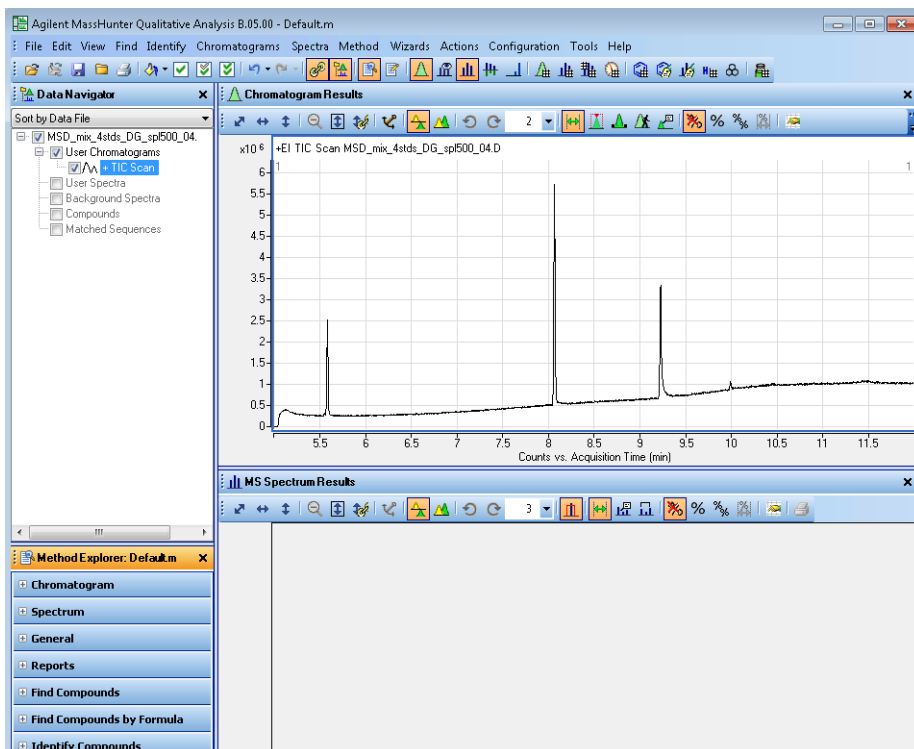 Agilent MassHunter Qualitative Analysis B.05.00 - Default.m
File Edit View Find Identify Chromatograms Spectra Method Wizards Actions Configuration Tools Help
Data Navigator
Sort by Data File
MSD_mix_4stds_DG_spl500_04.
User Chromatograms
+ TIC Scan
User Spectra
Background Spectra
Compounds
Matched Sequences
Method Explorer: Default.m
Chromatogram
Spectrum
General
Reports
Find Compounds
Find Compounds by Formula
Identify Compounds
Chromatogram Results
2
x10 6 +EI TIC Scan MSD_mix_4stds_DG_spl500_04.D
1 1
6
5.5
5
4.5
4
3.5
3
2.5
2
1.5
1
0.5
0
5.5 6 6.5 7 7.5 8 8.5 9 9.5 10 10.5 11 11.5
Counts vs. Acquisition Time (min)
MS Spectrum Results
3